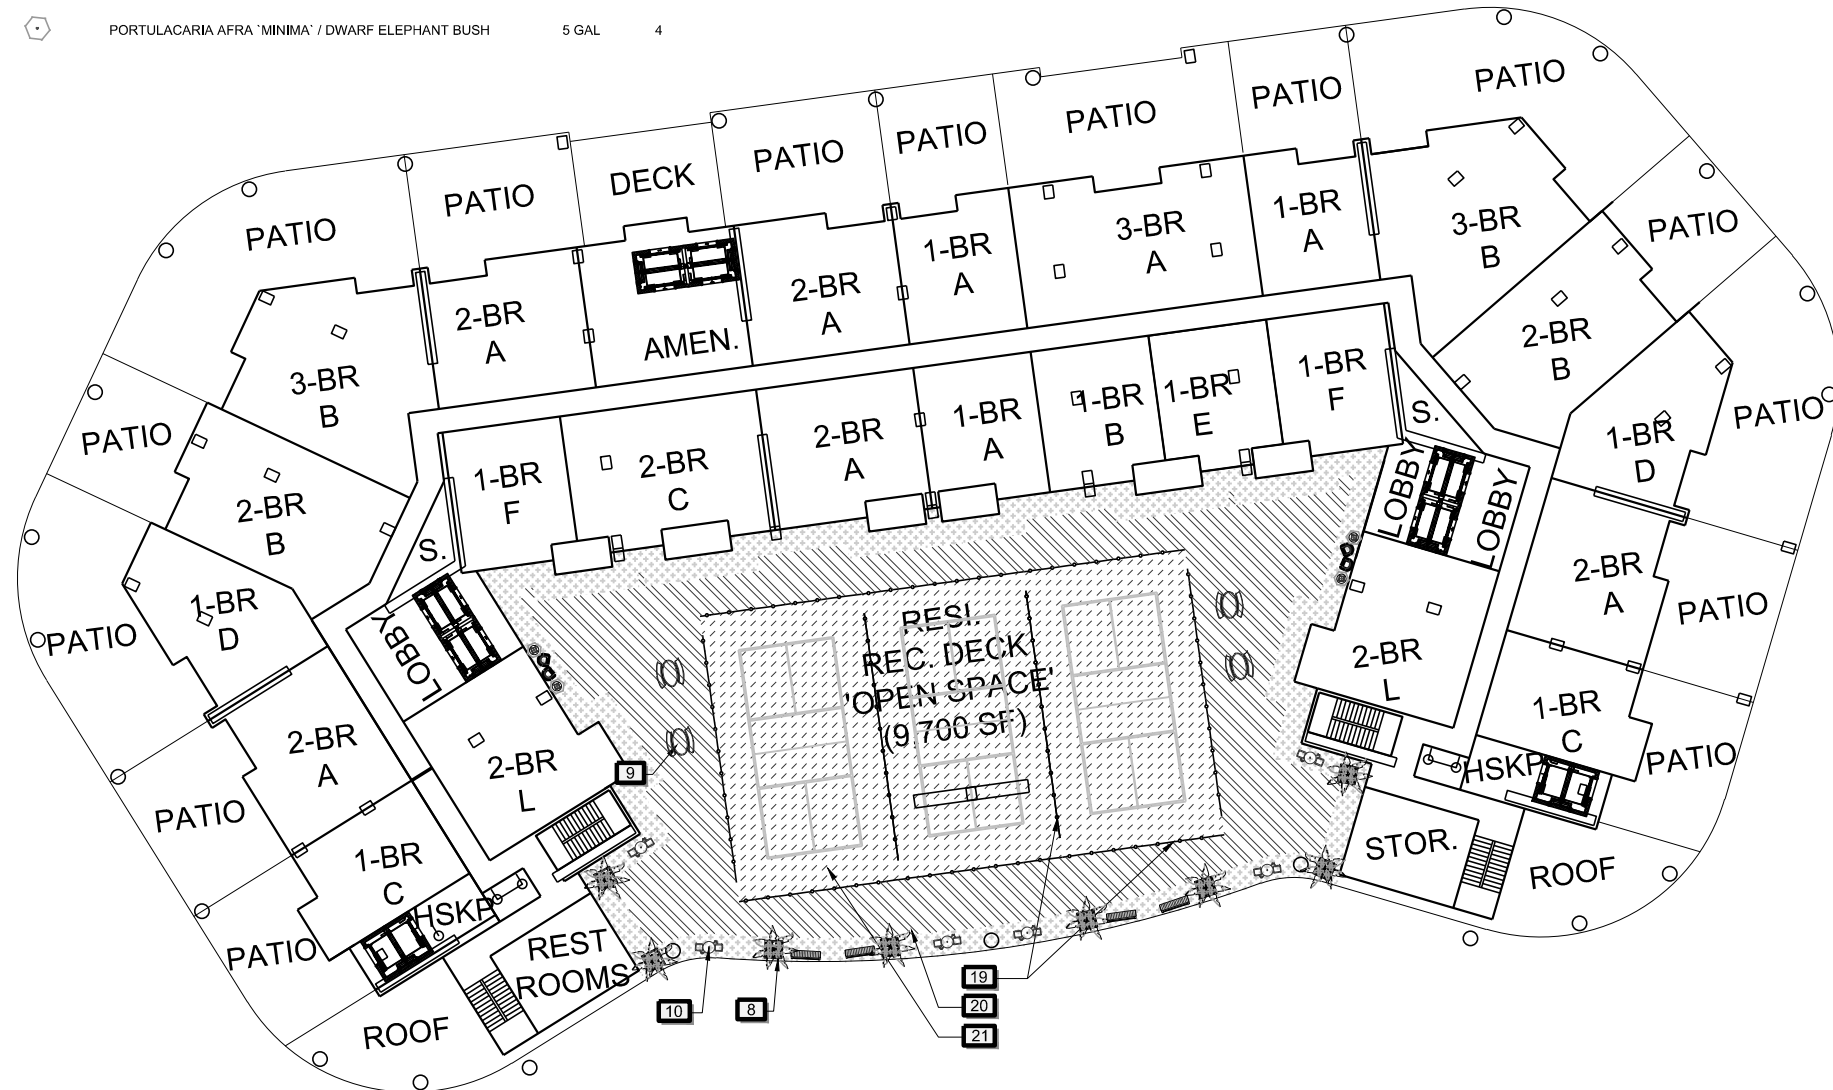 PORTULACARIA AFRA `MINIMA` / DWARF ELEPHANT BUSH 5 GAL 4
PATIO
PATIO
DECK
PATIO
PATIO
PATIO
PATIO
PATIO
PATIO
PATIO
PATIO
PATIO
PATIO
PATIO
PATIO
PATIO
PATIO
3-BR
B
2-BR
A
AMEN.
2-BR
A
1-BR
A
3-BR
A
1-BR
A
3-BR
B
2-BR
B
1-BR
D
2-BR
A
1-BR
C
2-BR
B
1-BR
D
2-BR
A
1-BR
C
1-BR
F
2-BR
C
2-BR
A
1-BR
A
1-BR
B
1-BR
E
1-BR
F
S.
S.
LOBBY
LOBBY
LOBBY
2-BR
L
2-BR
L
RESI.
REC. DECK
'OPEN SPACE'
(9,700 SF)
HSKP
HSKP
STOR.
ROOF
REST
ROOMS
ROOF
9
10
8
19
20
21